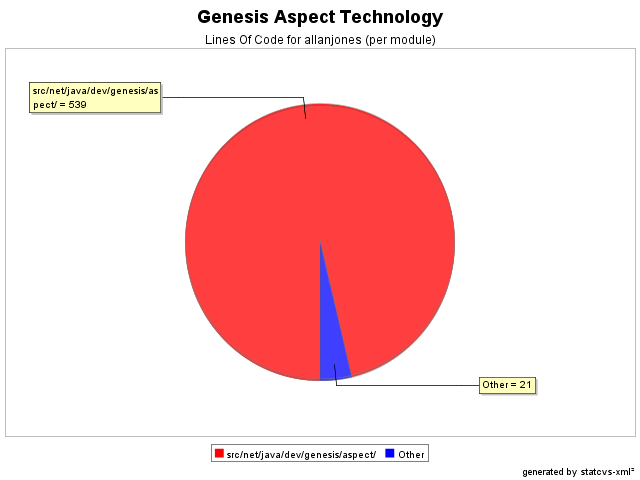 Genesis Aspect Technology
Lines Of Code for allanjones (per module)
src/net/java/dev/genesis/as
pect/ = 539
Other = 21
src/net/java/dev/genesis/aspect/ Other
generated by statcvs-xml²